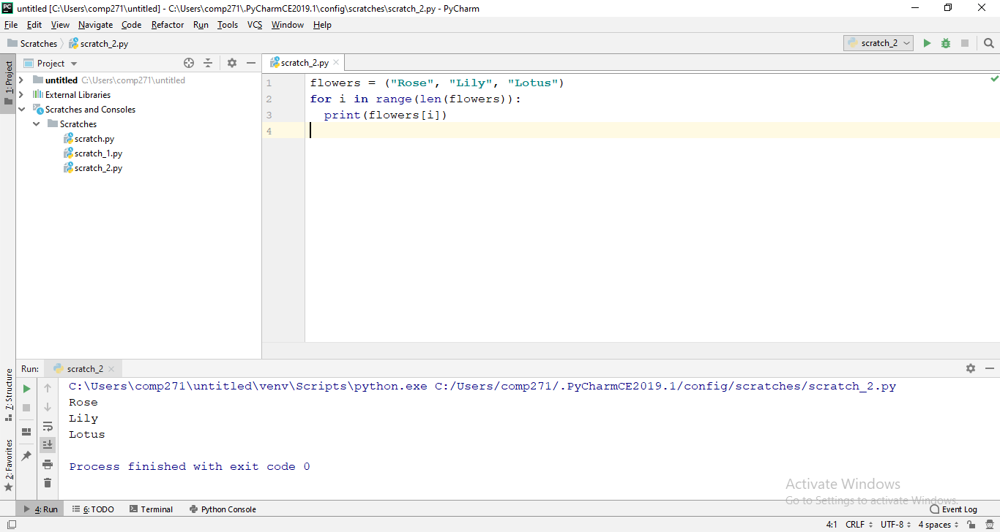 untitled [C:\Users\comp271\untitled] - C:\Users\comp271\.PyCharmCE2019.1\config\scratches\scratch_2.py - PyCharm
File Edit View Navigate Code Refactor Run Tools VCS Window Help
Scratches scratch_2.py scratch_2
1: Project
Project
scratch_2.py
untitled C:\Users\comp271\untitled
External Libraries
Scratches and Consoles
Scratches
scratch.py
scratch_1.py
scratch_2.py
1 flowers = ("Rose", "Lily", "Lotus")
2 for i in range(len(flowers)):
3 print(flowers[i])
4
7: Structure
2: Favorites
Run: scratch_2
C:\Users\comp271\untitled\venv\Scripts\python.exe C:/Users/comp271/.PyCharmCE2019.1/config/scratches/scratch_2.py
Rose
Lily
Lotus
Process finished with exit code 0
Activate Windows
Go to Settings to activate Windows.
4: Run 6: TODO Terminal Python Console Event Log
4:1 CRLF UTF-8 4 spaces